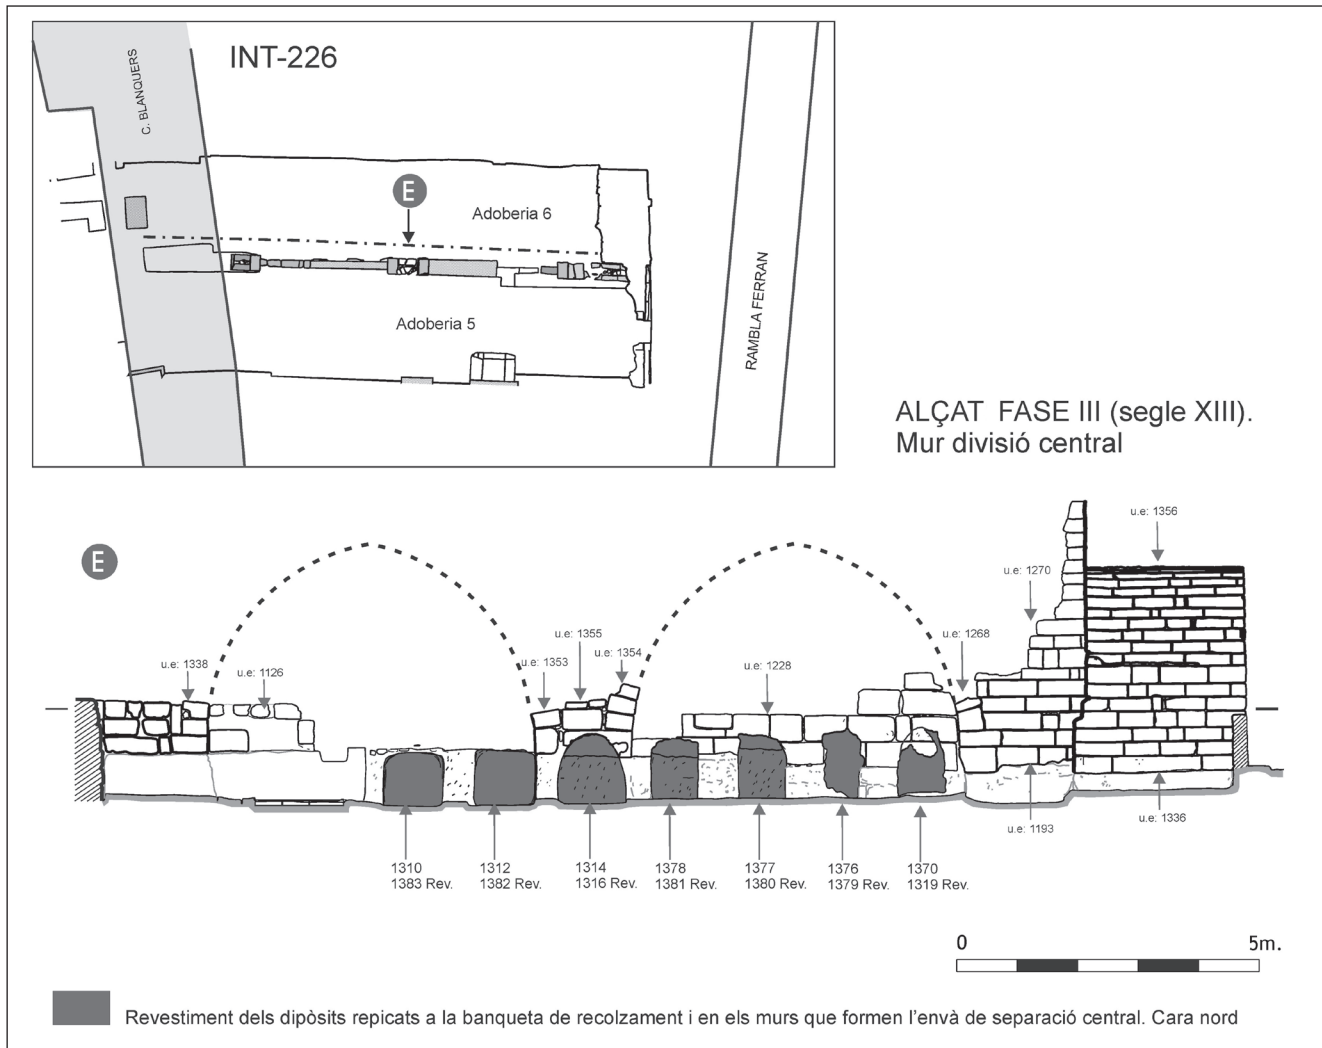 INT-226
C. BLANQUERS
E
Adoberia 6
Adoberia 5
RAMBLA FERRAN
ALÇAT FASE III (segle XIII).
Mur divisió central
E
u.e: 1338
u.e: 1126
u.e: 1353
u.e: 1355
u.e: 1354
u.e: 1228
u.e: 1268
u.e: 1270
u.e: 1356
u.e: 1193
u.e: 1336
1310
1383 Rev.
1312
1382 Rev.
1314
1316 Rev.
1378
1381 Rev.
1377
1380 Rev.
1376
1379 Rev.
1370
1319 Rev.
0 5m.
Revestiment dels dipòsits repicats a la banqueta de recolzament i en els murs que formen l’envà de separació central. Cara nord